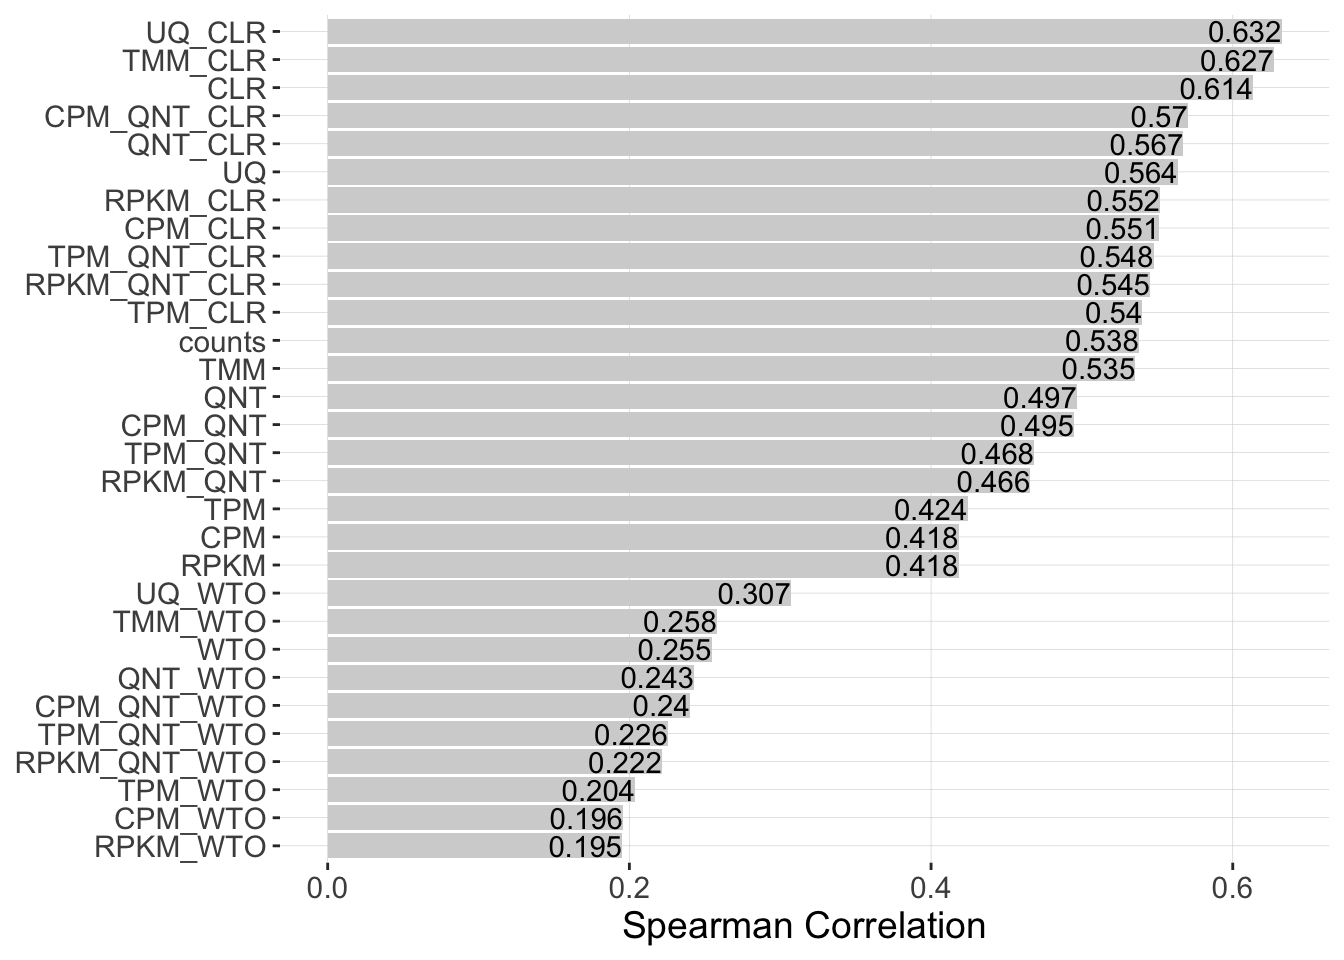 UQ_CLR 0.632
TMM_CLR 0.627
CLR 0.614
CPM_QNT_CLR 0.57
QNT_CLR 0.567
UQ 0.564
RPKM_CLR 0.552
CPM_CLR 0.551
TPM_QNT_CLR 0.548
RPKM_QNT_CLR 0.545
TPM_CLR 0.54
counts 0.538
TMM 0.535
QNT 0.497
CPM_QNT 0.495
TPM_QNT 0.468
RPKM_QNT 0.466
TPM 0.424
CPM 0.418
RPKM 0.418
UQ_WTO 0.307
TMM_WTO 0.258
WTO 0.255
QNT_WTO 0.243
CPM_QNT_WTO 0.24
TPM_QNT_WTO 0.226
RPKM_QNT_WTO 0.222
TPM_WTO 0.204
CPM_WTO 0.196
RPKM_WTO 0.195
0.0 0.2 0.4 0.6
Spearman Correlation